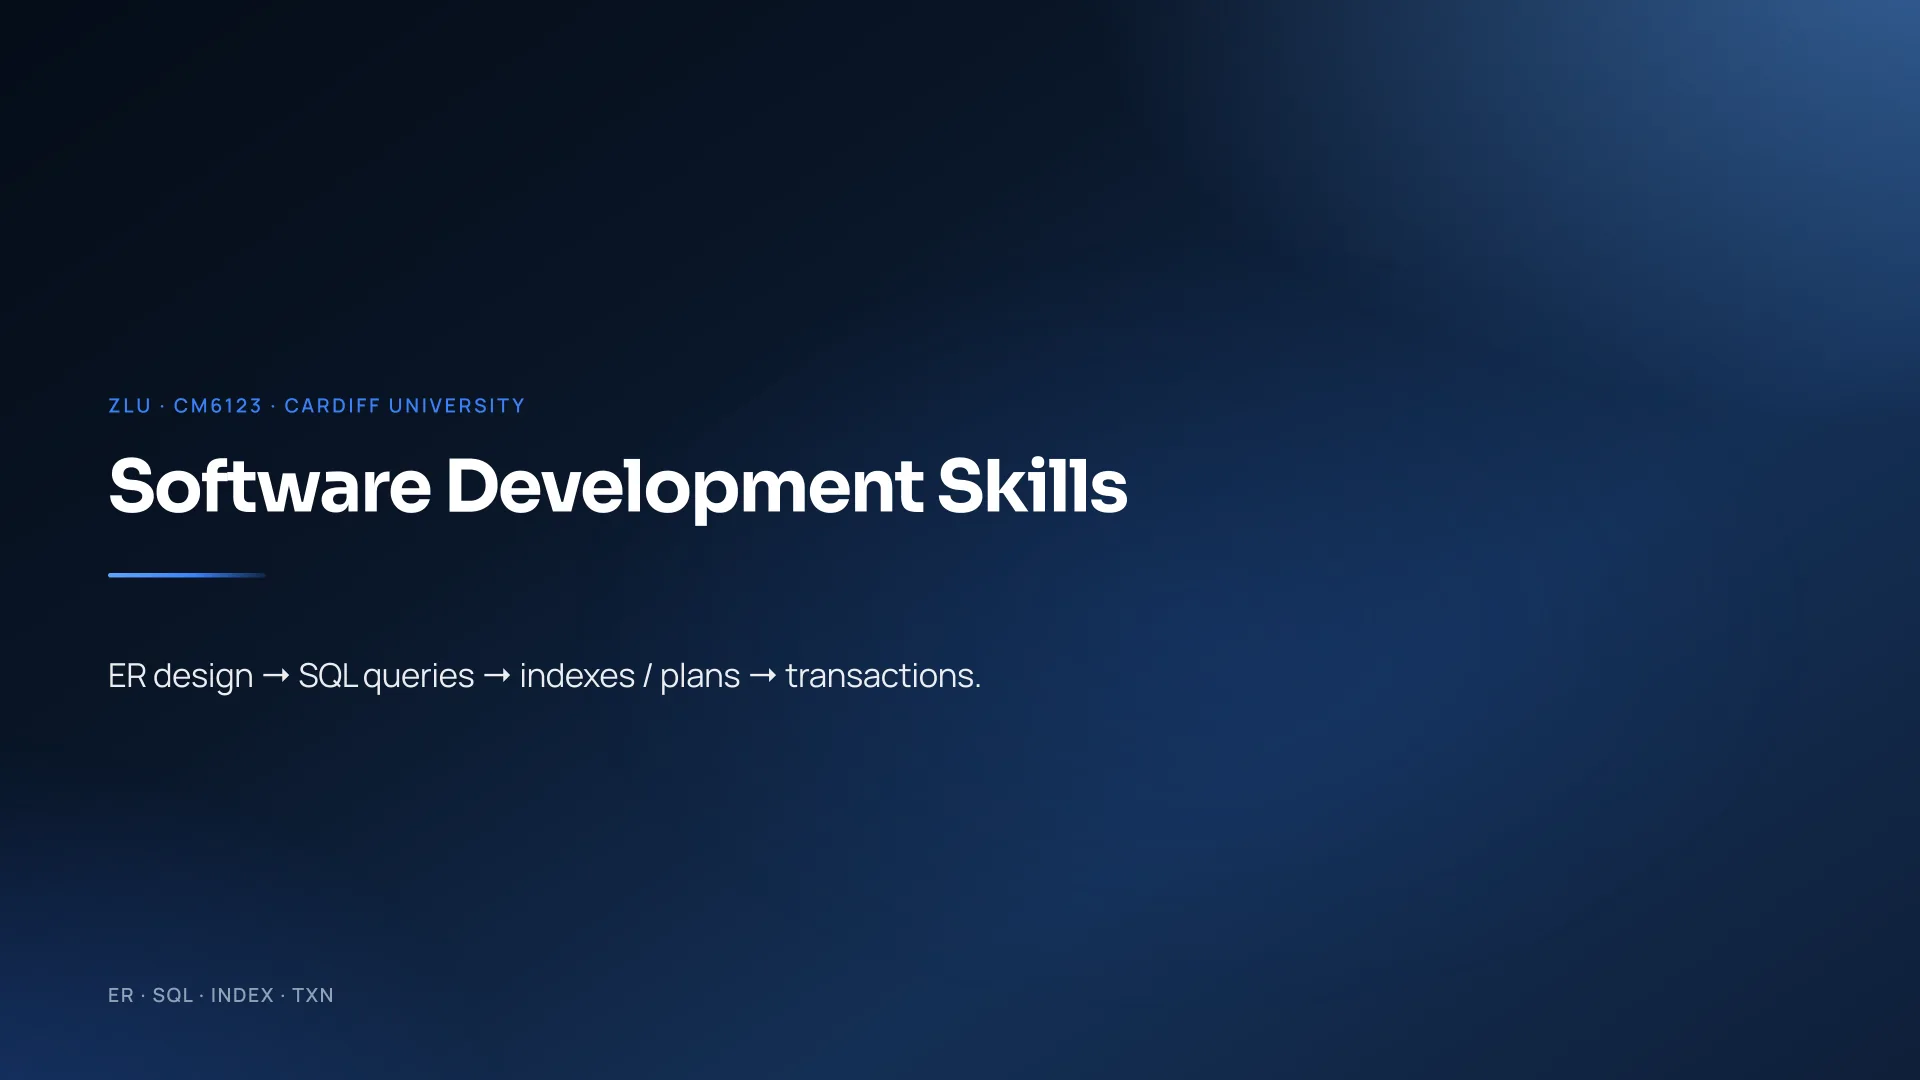 ZLU · CM6123 · CARDIFF UNIVERSITY
Software Development Skills
ER design → SQL queries → indexes / plans → transactions.
ER · SQL · INDEX · TXN